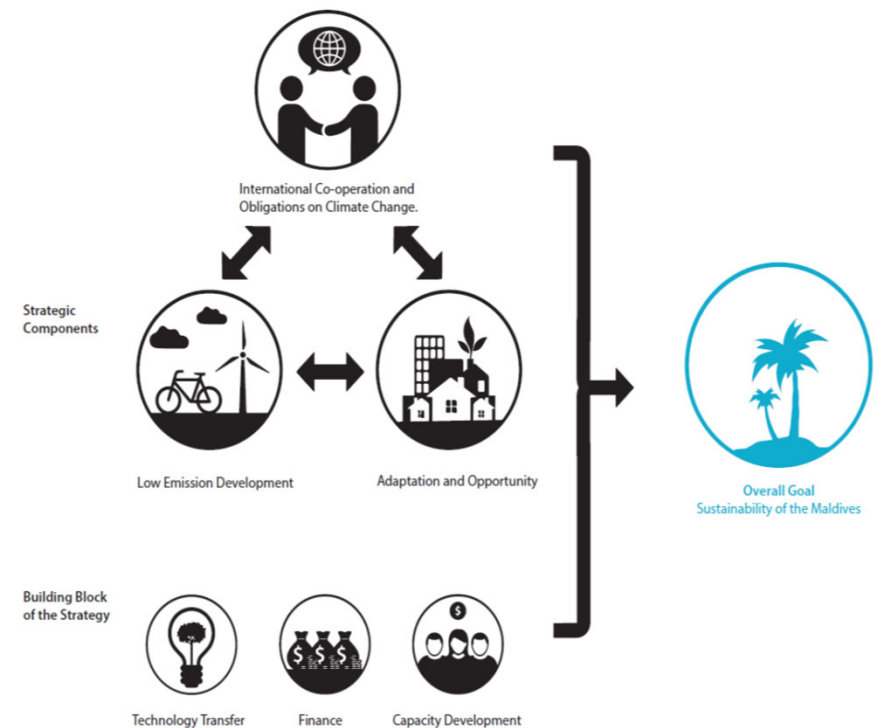 International Co-operation and
Obligations on Climate Change.
Strategic
Components
Low Emission Development
Adaptation and Opportunity
Overall Goal
Sustainability of the Maldives
Building Block
of the Strategy
$ $ $
$
Technology Transfer
Finance
Capacity Development